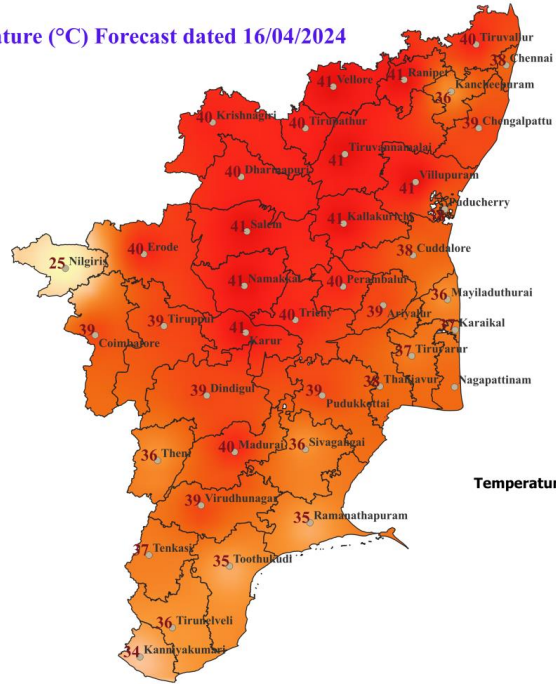 ature (°C) Forecast dated 16/04/2024
40 Tiruvallur
38 Chennai
41 Vellore
41 Ranipet
Kancheepuram
36
40 Krishnagiri
40 Tirupathur
39 Chengalpattu
Tiruvannamalai
41
40 Dharmapuri
Villupuram
41
Puducherry
41 Salem
41 Kallakurichi
40 Erode
38 Cuddalore
25 Nilgiris
41 Namakkal
40 Perambalur
36 Mayiladuthurai
39 Ariyalur
39 Tiruppur
40 Trichy
Karaikal
39
Coimbatore
41
Karur
37 Tiruvarur
39 Dindigul
39
Pudukkottai
Thanjavur
Nagapattinam
36 Theni
40 Madurai
36 Sivagangai
Temperatur
39 Virudhunagar
35 Ramanathapuram
37 Tenkasi
35 Toothukudi
36 Tirunelveli
34 Kanniyakumari